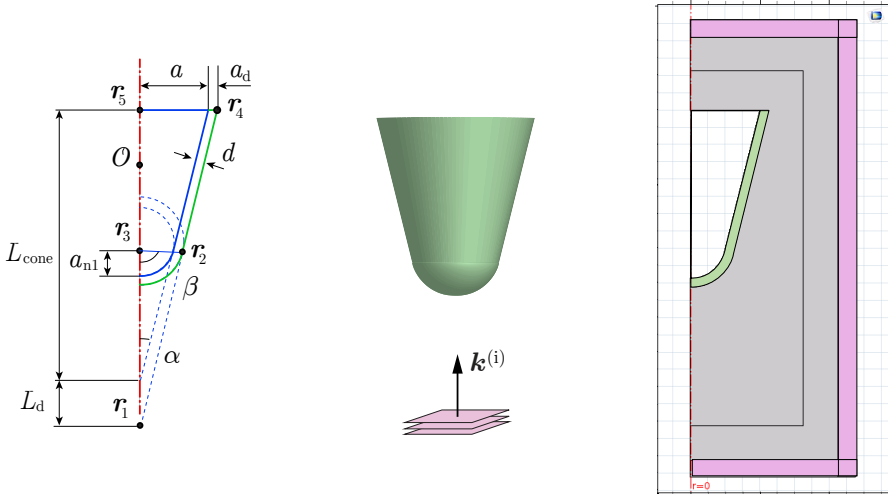 a
a_d
r_5
r_4
O
d
r_3
r_2
L_cone
a_n1
β
α
L_d
r_1
k^(i)
r=0